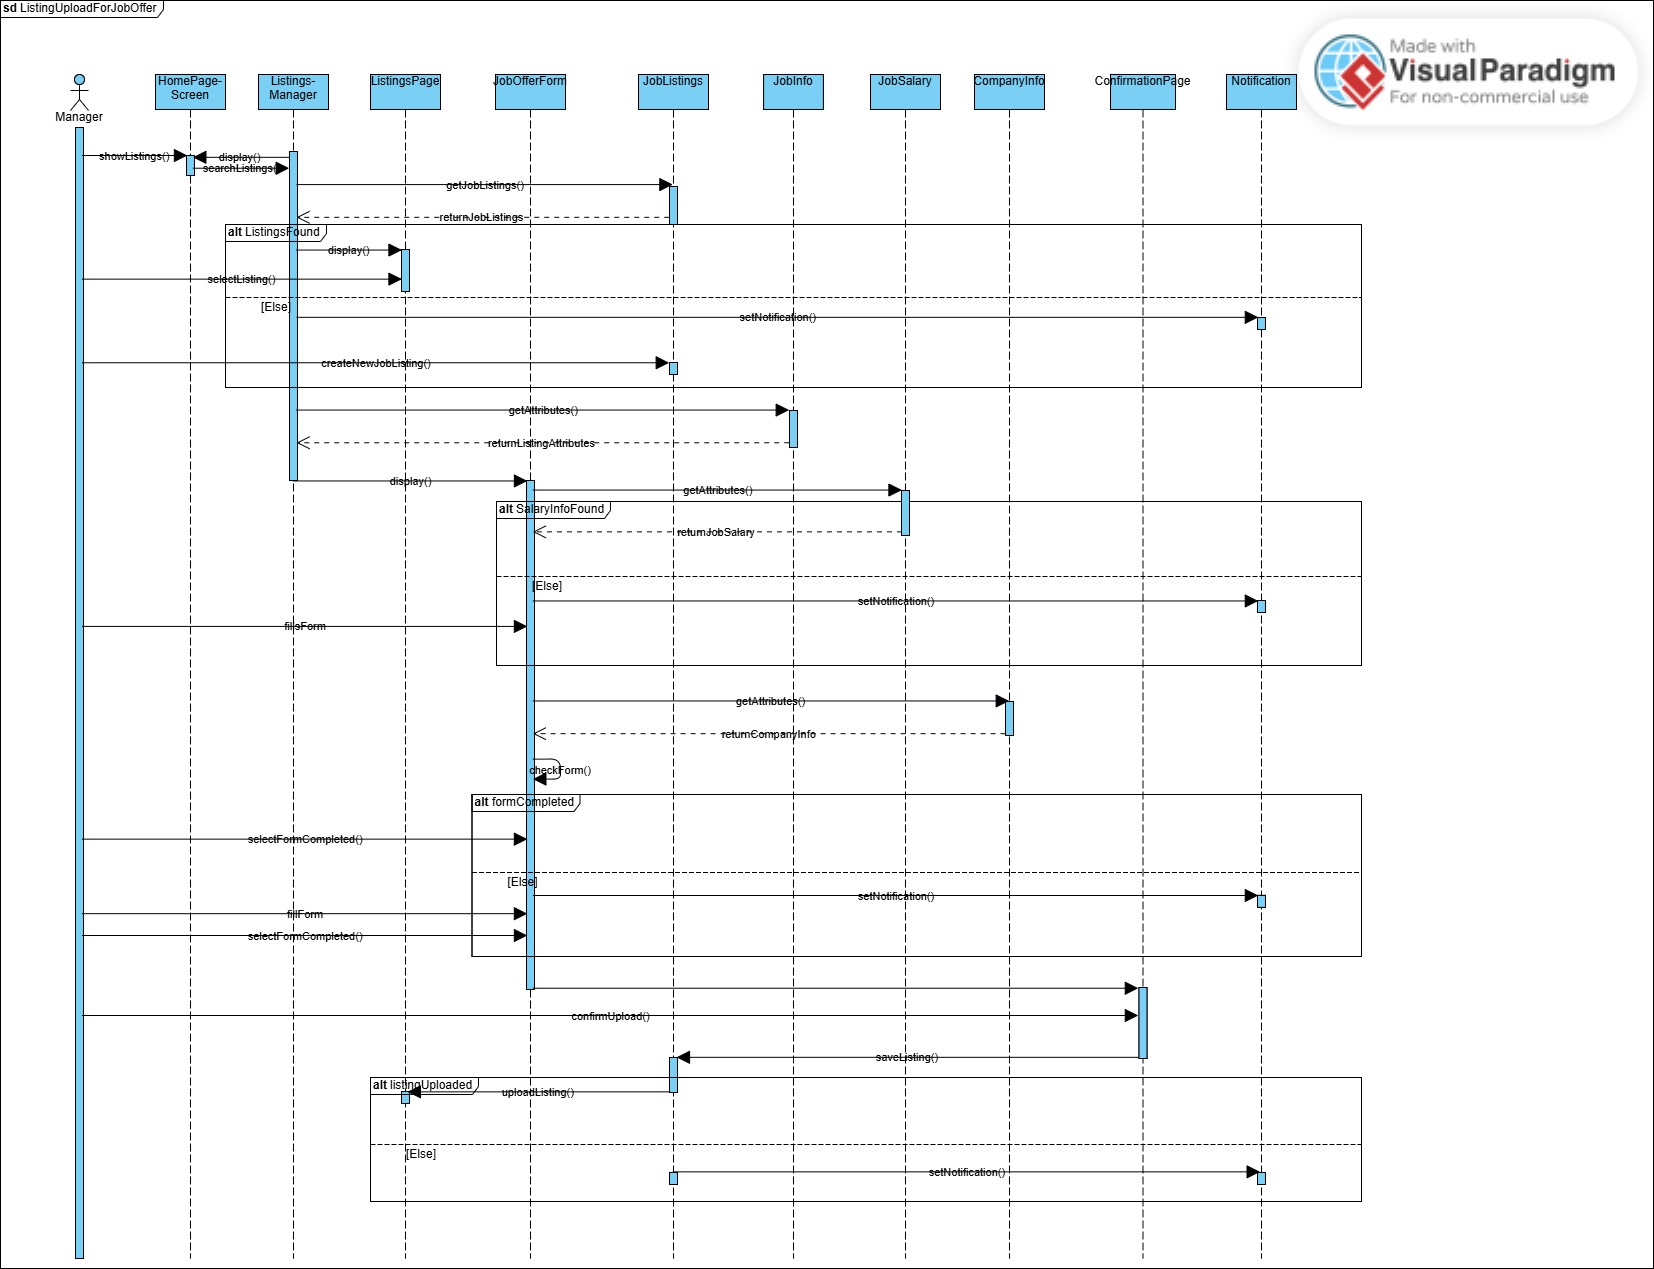 sd ListingUploadForJobOffer
Made with
Visual Paradigm
For non-commercial use
Manager
HomePage-
Screen
Listings-
Manager
ListingsPage
JobOfferForm
JobListings
JobInfo
JobSalary
CompanyInfo
ConfirmationPage
Notification
showListings()
display()
searchListings()
getJobListings()
returnJobListings
alt ListingsFound
display()
selectListing()
[Else]
setNotification()
createNewJobListing()
getAttributes()
returnListingAttributes
display()
getAttributes()
alt SalaryInfoFound
returnJobSalary
[Else]
setNotification()
fillsForm
getAttributes()
returnCompanyInfo
checkForm()
alt formCompleted
selectFormCompleted()
[Else]
setNotification()
fillForm
selectFormCompleted()
confirmUpload()
saveListing()
alt listingUploaded
uploadListing()
[Else]
setNotification()